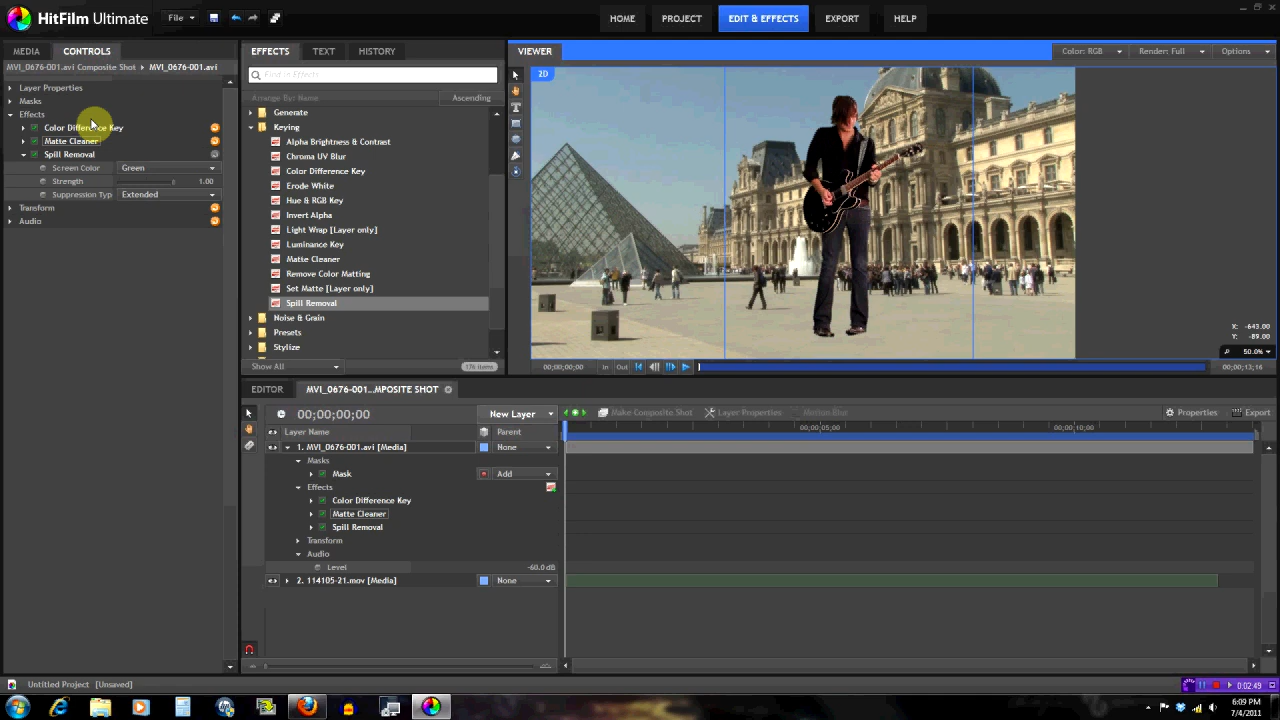 HitFilm Ultimate
File
HOME
PROJECT
EDIT & EFFECTS
EXPORT
HELP
MEDIA
CONTROLS
MVI_0676-001.avi Composite Shot
MVI_0676-001.avi
Layer Properties
Masks
Effects
Color Difference Key
Matte Cleaner
Spill Removal
Screen Color
Green
Strength
1.00
Suppression Typ
Extended
Transform
Audio
EFFECTS
TEXT
HISTORY
Find in Effects
Arrange By: Name
Ascending
Generate
Keying
Alpha Brightness & Contrast
Chroma UV Blur
Color Difference Key
Erode White
Hue & RGB Key
Invert Alpha
Light Wrap [Layer only]
Luminance Key
Matte Cleaner
Remove Color Matting
Set Matte [Layer only]
Spill Removal
Noise & Grain
Presets
Stylize
Show All
176 items
VIEWER
Color: RGB
Render: Full
Options
2D
X: -643.00
Y: -89.00
50.0%
00;00;00;00
In
Out
00;00;12;16
EDITOR
MVI_0676-001...MPOSITE SHOT
00;00;00;00
New Layer
Make Composite Shot
Layer Properties
Motion Blur
Properties
Export
Layer Name
Parent
00;00;05;00
00;00;10;00
1. MVI_0676-001.avi [Media]
None
Masks
Mask
Add
Effects
Color Difference Key
Matte Cleaner
Spill Removal
Transform
Audio
Level
-60.0 dB
2. 114105-21.mov [Media]
None
Untitled Project [Unsaved]
0:02:49
6:09 PM
7/4/2011